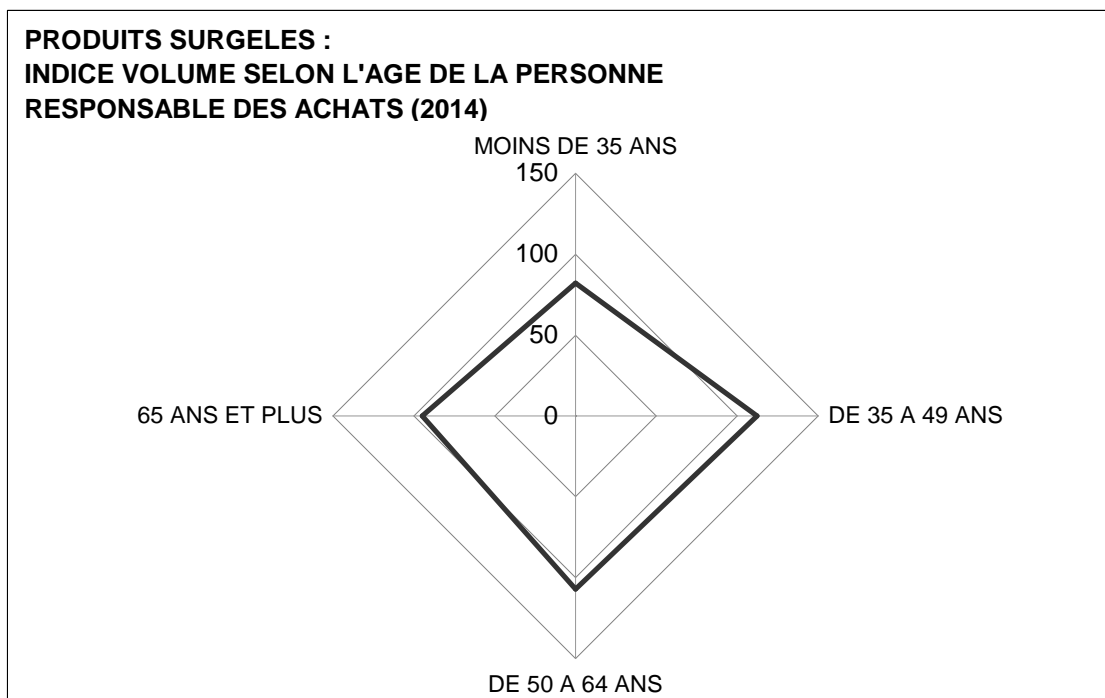 PRODUITS SURGELES :
INDICE VOLUME SELON L'AGE DE LA PERSONNE
RESPONSABLE DES ACHATS (2014)
MOINS DE 35 ANS
150
100
50
65 ANS ET PLUS
0
DE 35 A 49 ANS
DE 50 A 64 ANS